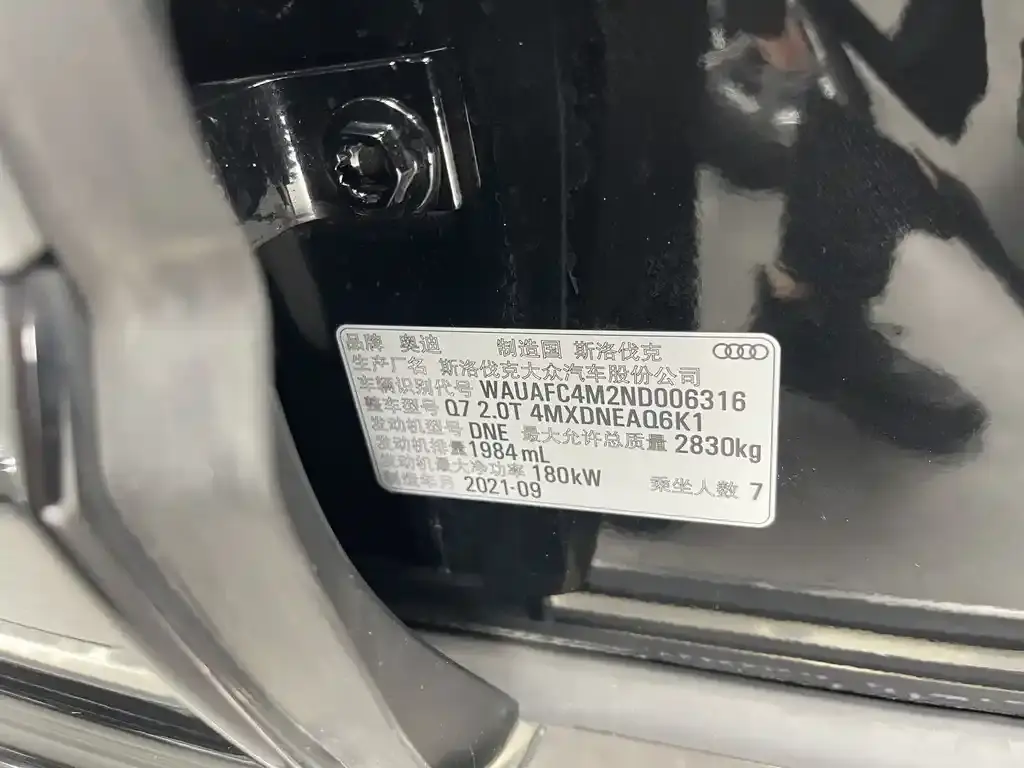 品牌 奥迪 制造国 斯洛伐克
生产厂名 斯洛伐克大众汽车股份公司
车辆识别代号 WAUAFC4M2ND006316
整车型号 Q7 2.0T 4MXDNEAQ6K1
发动机型号 DNE 最大允许总质量 2830kg
发动机排量 1984 mL
发动机最大净功率 180kW 乘坐人数 7
制造年月 2021-09